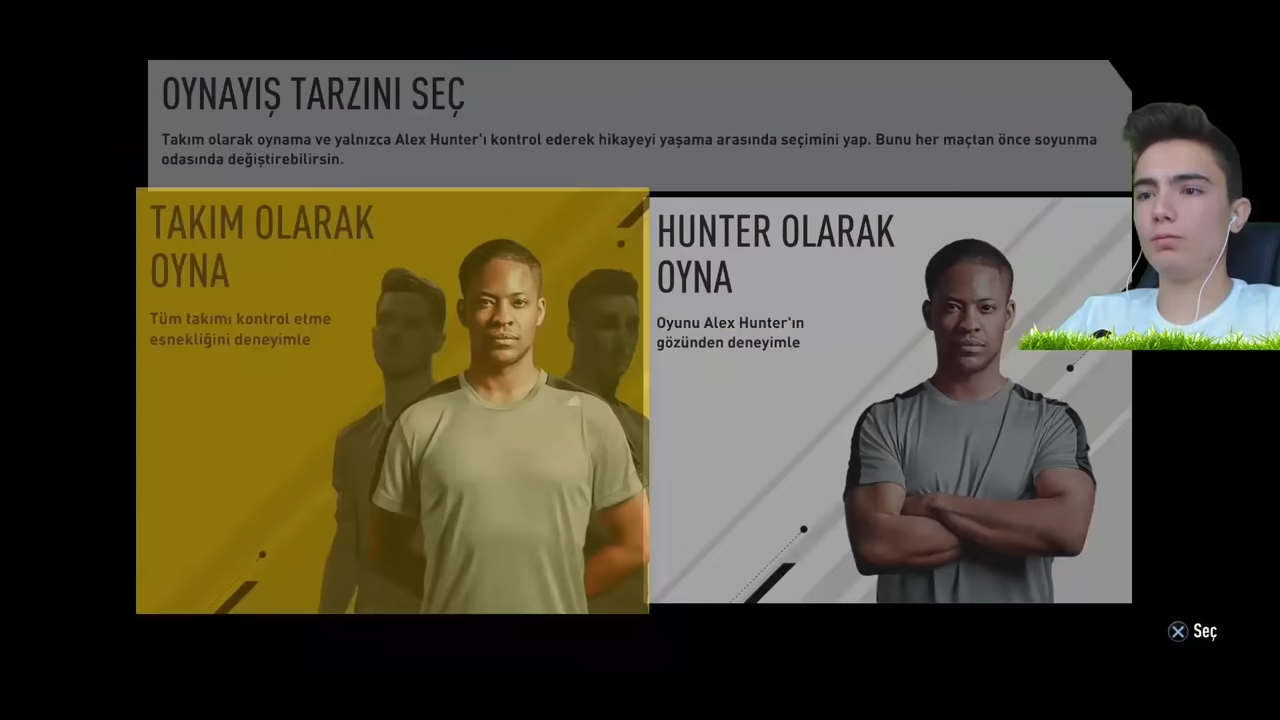 OYNAYIŞ TARZINI SEÇ
Takım olarak oynama ve yalnızca Alex Hunter'ı kontrol ederek hikayeyi yaşama arasında seçimini yap. Bunu her maçtan önce soyunma
odasında değiştirebilirsin.
TAKIM OLARAK
OYNA
Tüm takımı kontrol etme
esnekliğini deneyimle
HUNTER OLARAK
OYNA
Oyunu Alex Hunter'ın
gözünden deneyimle
Seç